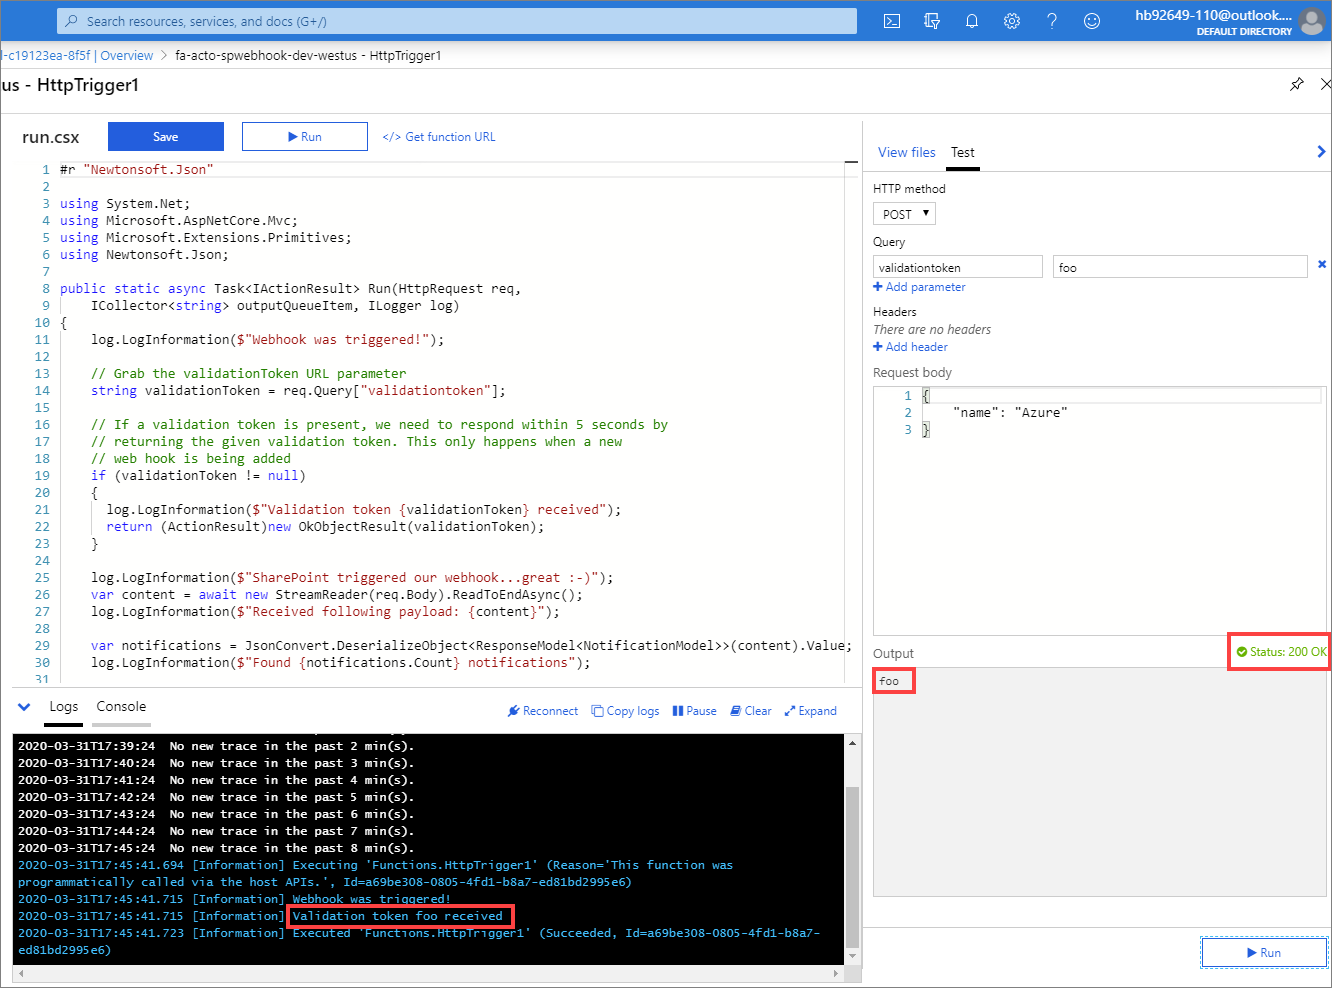 Search resources, services, and docs (G+/)
hb92649-110@outlook....
DEFAULT DIRECTORY
l-c19123ea-8f5f | Overview > fa-acto-spwebhook-dev-westus - HttpTrigger1
us - HttpTrigger1
run.csx
Save
Run
</> Get function URL
1 #r "Newtonsoft.Json"
2
3 using System.Net;
4 using Microsoft.AspNetCore.Mvc;
5 using Microsoft.Extensions.Primitives;
6 using Newtonsoft.Json;
7
8 public static async Task<IActionResult> Run(HttpRequest req,
9 ICollector<string> outputQueueItem, ILogger log)
10 {
11 log.LogInformation($"Webhook was triggered!");
12
13 // Grab the validationToken URL parameter
14 string validationToken = req.Query["validationtoken"];
15
16 // If a validation token is present, we need to respond within 5 seconds by
17 // returning the given validation token. This only happens when a new
18 // web hook is being added
19 if (validationToken != null)
20 {
21 log.LogInformation($"Validation token {validationToken} received");
22 return (ActionResult)new OkObjectResult(validationToken);
23 }
24
25 log.LogInformation($"SharePoint triggered our webhook...great :-)");
26 var content = await new StreamReader(req.Body).ReadToEndAsync();
27 log.LogInformation($"Received following payload: {content}");
28
29 var notifications = JsonConvert.DeserializeObject<ResponseModel<NotificationModel>>(content).Value;
30 log.LogInformation($"Found {notifications.Count} notifications");
31
Logs
Console
Reconnect
Copy logs
Pause
Clear
Expand
2020-03-31T17:39:24 No new trace in the past 2 min(s).
2020-03-31T17:40:24 No new trace in the past 3 min(s).
2020-03-31T17:41:24 No new trace in the past 4 min(s).
2020-03-31T17:42:24 No new trace in the past 5 min(s).
2020-03-31T17:43:24 No new trace in the past 6 min(s).
2020-03-31T17:44:24 No new trace in the past 7 min(s).
2020-03-31T17:45:24 No new trace in the past 8 min(s).
2020-03-31T17:45:41.694 [Information] Executing 'Functions.HttpTrigger1' (Reason='This function was
programmatically called via the host APIs.', Id=a69be308-0805-4fd1-b8a7-ed81bd2995e6)
2020-03-31T17:45:41.715 [Information] Webhook was triggered!
2020-03-31T17:45:41.715 [Information] Validation token foo received
2020-03-31T17:45:41.723 [Information] Executed 'Functions.HttpTrigger1' (Succeeded, Id=a69be308-0805-4fd1-b8a7-
ed81bd2995e6)
View files
Test
HTTP method
POST
Query
validationtoken
foo
Add parameter
Headers
There are no headers
Add header
Request body
1 {
2 "name": "Azure"
3 }
Output
Status: 200 OK
foo
Run